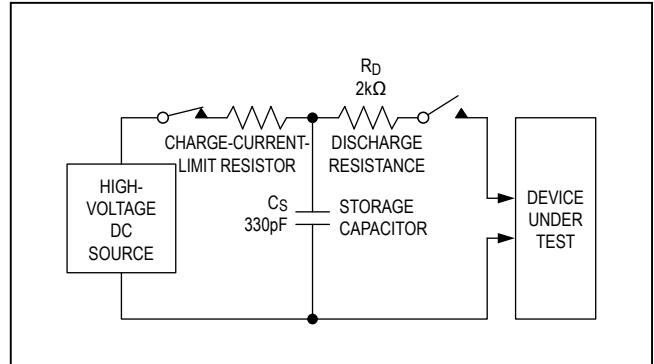 RD
2kΩ
CHARGE-CURRENT-
LIMIT RESISTOR
DISCHARGE
RESISTANCE
HIGH-
VOLTAGE
DC
SOURCE
CS
330pF
STORAGE
CAPACITOR
DEVICE
UNDER
TEST